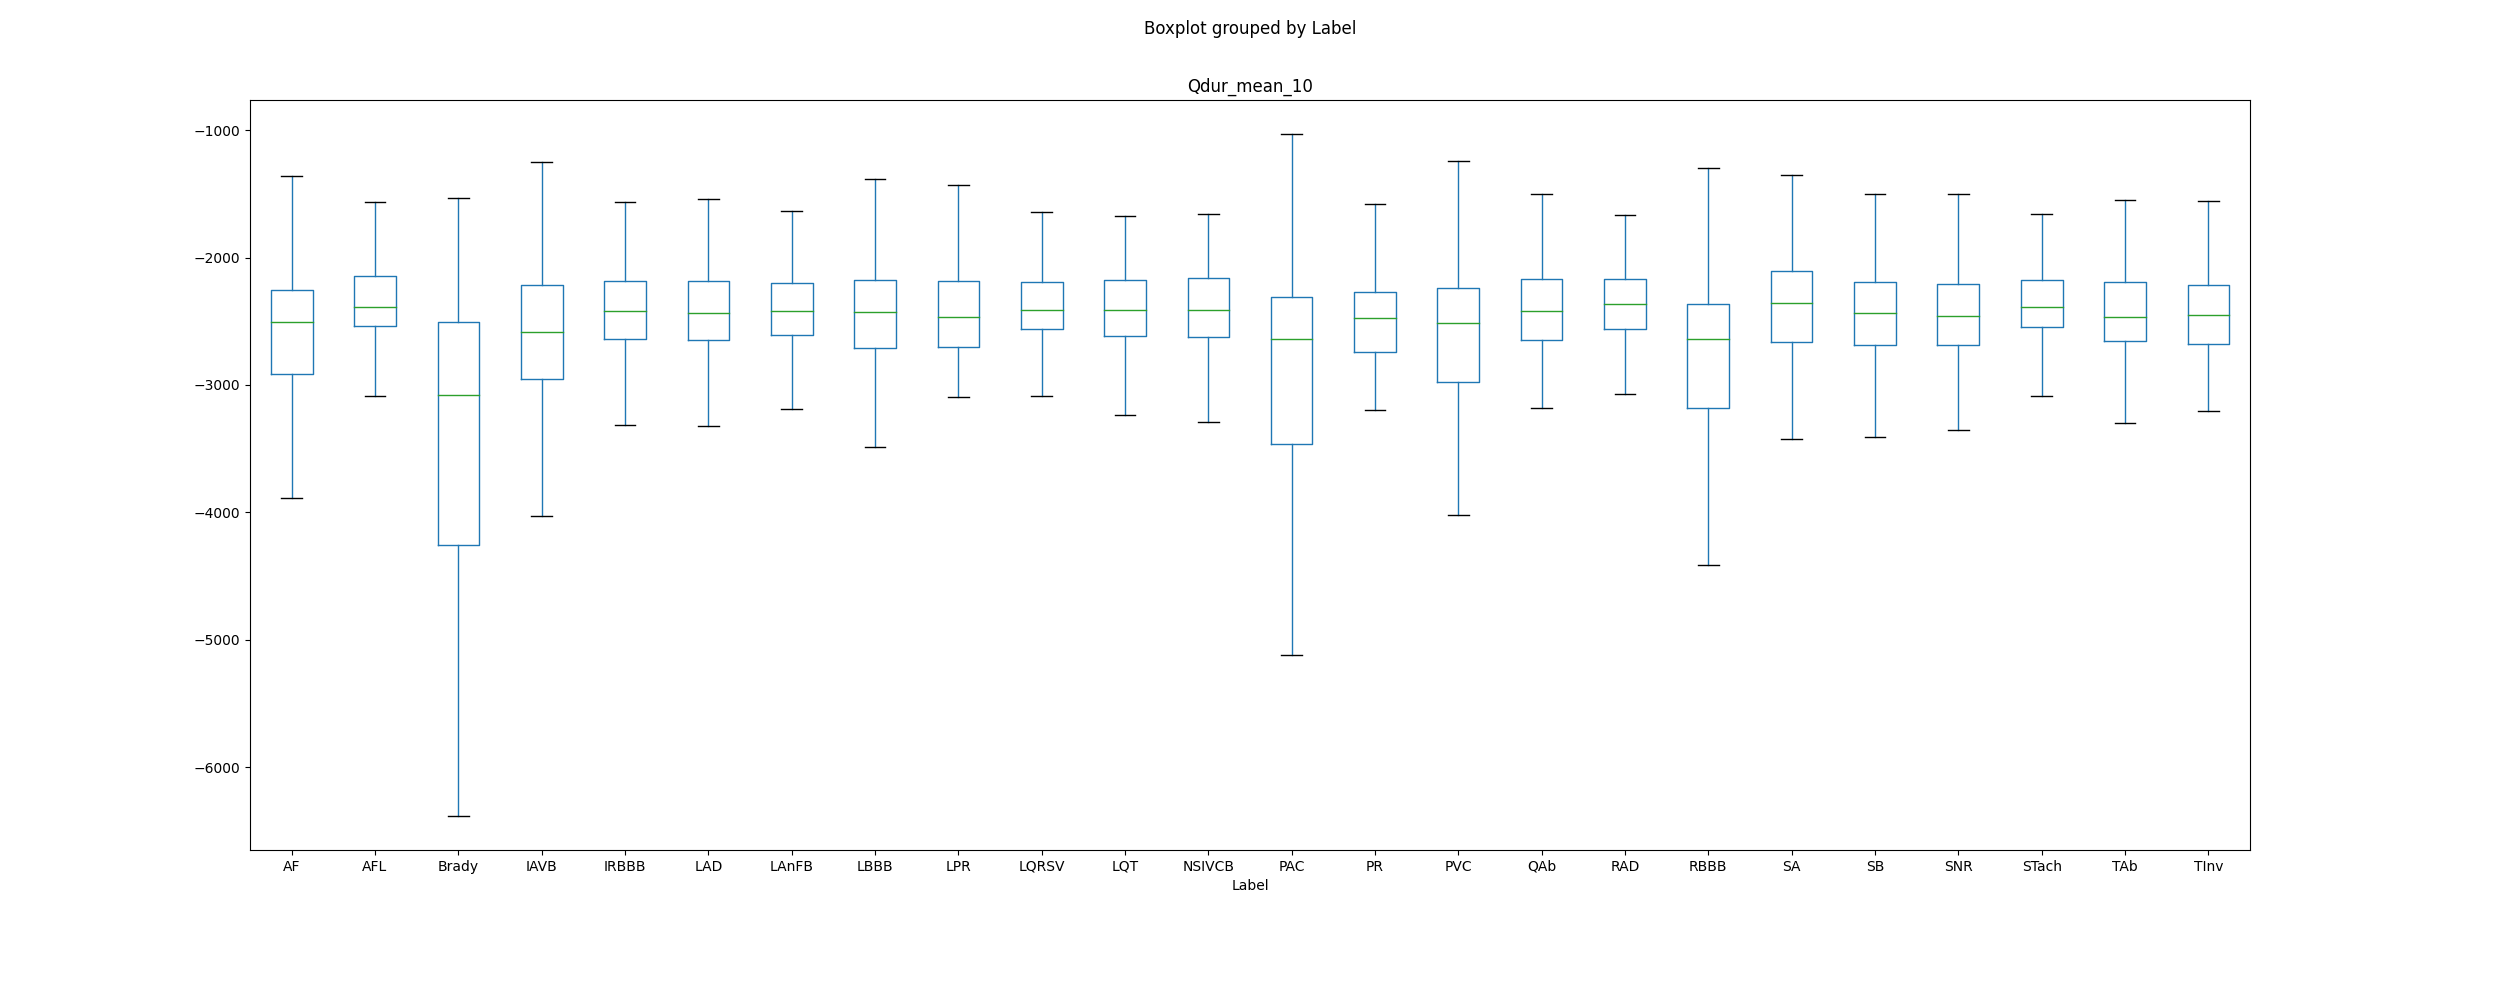 Boxplot grouped by Label
Qdur_mean_10
−1000
−2000
−3000
−4000
−5000
−6000
AF AFL Brady IAVB IRBBB LAD LAnFB LBBB LPR LQRSV LQT NSIVCB PAC PR PVC QAb RAD RBBB SA SB SNR STach TAb TInv
Label